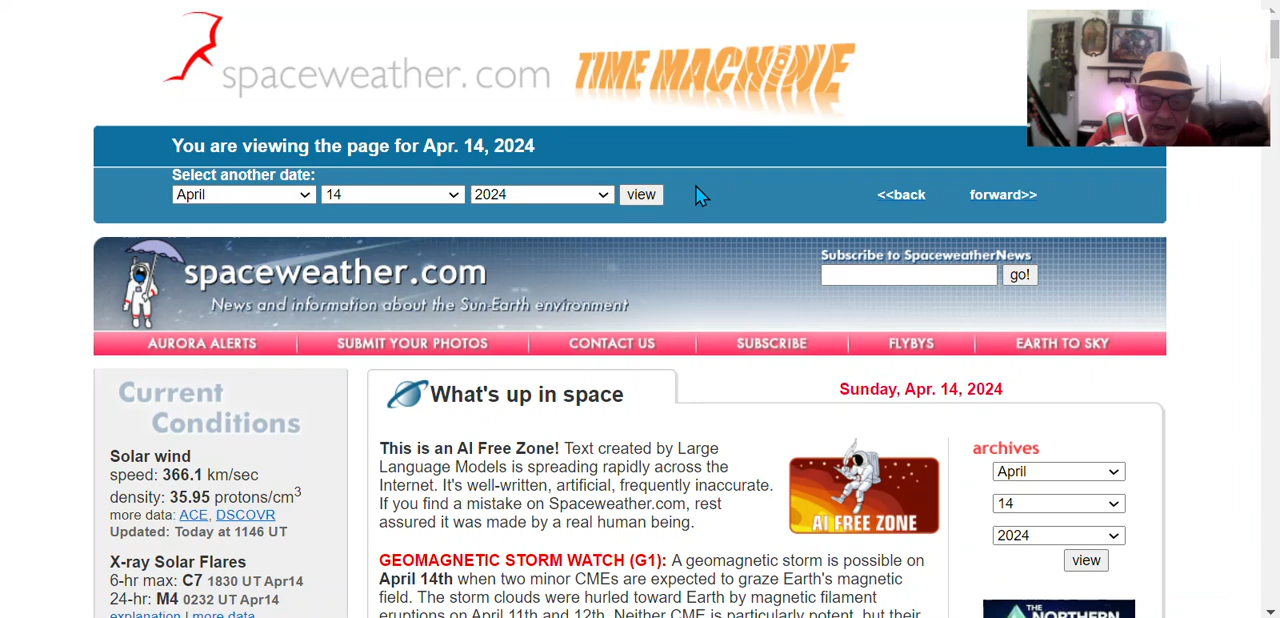 spaceweather.com TIME MACHINE
You are viewing the page for Apr. 14, 2024
Select another date:
April 14 2024 view <<back forward>>
spaceweather.com
News and information about the Sun-Earth environment
Subscribe to SpaceweatherNews
go!
AURORA ALERTS SUBMIT YOUR PHOTOS CONTACT US SUBSCRIBE FLYBYS EARTH TO SKY
Current
Conditions
Solar wind
speed: 366.1 km/sec
density: 35.95 protons/cm3
more data: ACE, DSCOVR
Updated: Today at 1146 UT
X-ray Solar Flares
6-hr max: C7 1830 UT Apr14
24-hr: M4 0232 UT Apr14
explanation | more data
What's up in space
Sunday, Apr. 14, 2024
This is an AI Free Zone! Text created by Large
Language Models is spreading rapidly across the
Internet. It's well-written, artificial, frequently inaccurate.
If you find a mistake on Spaceweather.com, rest
assured it was made by a real human being.
AI FREE ZONE
GEOMAGNETIC STORM WATCH (G1): A geomagnetic storm is possible on
April 14th when two minor CMEs are expected to graze Earth's magnetic
field. The storm clouds were hurled toward Earth by magnetic filament
eruptions on April 11th and 12th. Neither CME is particularly potent, but their
archives
April
14
2024
view
THE
NORTHERN